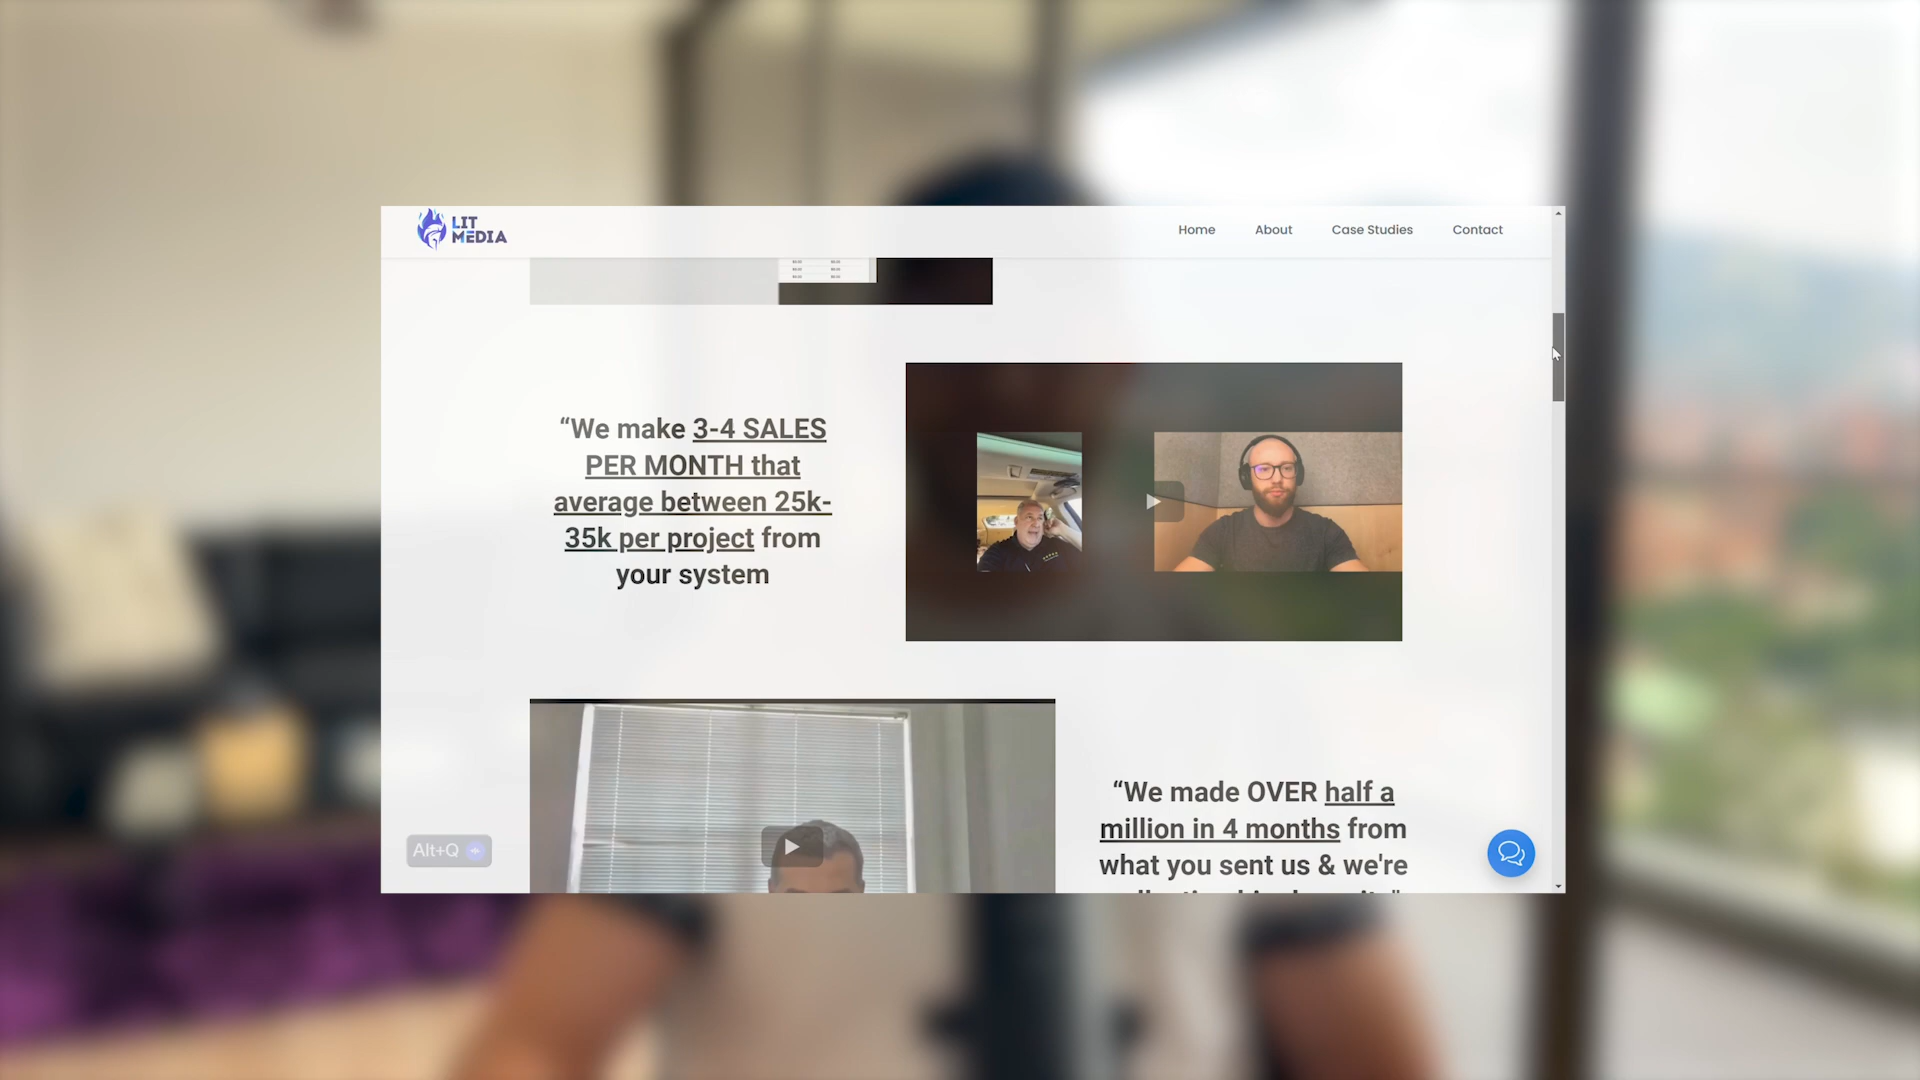 LIT
MEDIA
Home
About
Case Studies
Contact
“We make 3-4 SALES
PER MONTH that
average between 25k-
35k per project from
your system
“We made OVER half a
million in 4 months from
what you sent us & we're
Alt+Q